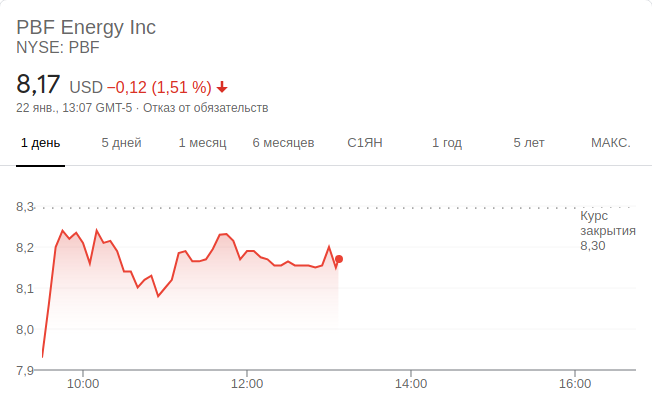 PBF Energy Inc
NYSE: PBF
8,17 USD −0,12 (1,51 %)
22 янв., 13:07 GMT-5 · Отказ от обязательств
1 день 5 дней 1 месяц 6 месяцев С1ЯН 1 год 5 лет МАКС.
8,3
Курс
закрытия
8,30
8,2
8,1
8,0
7,9
10:00 12:00 14:00 16:00